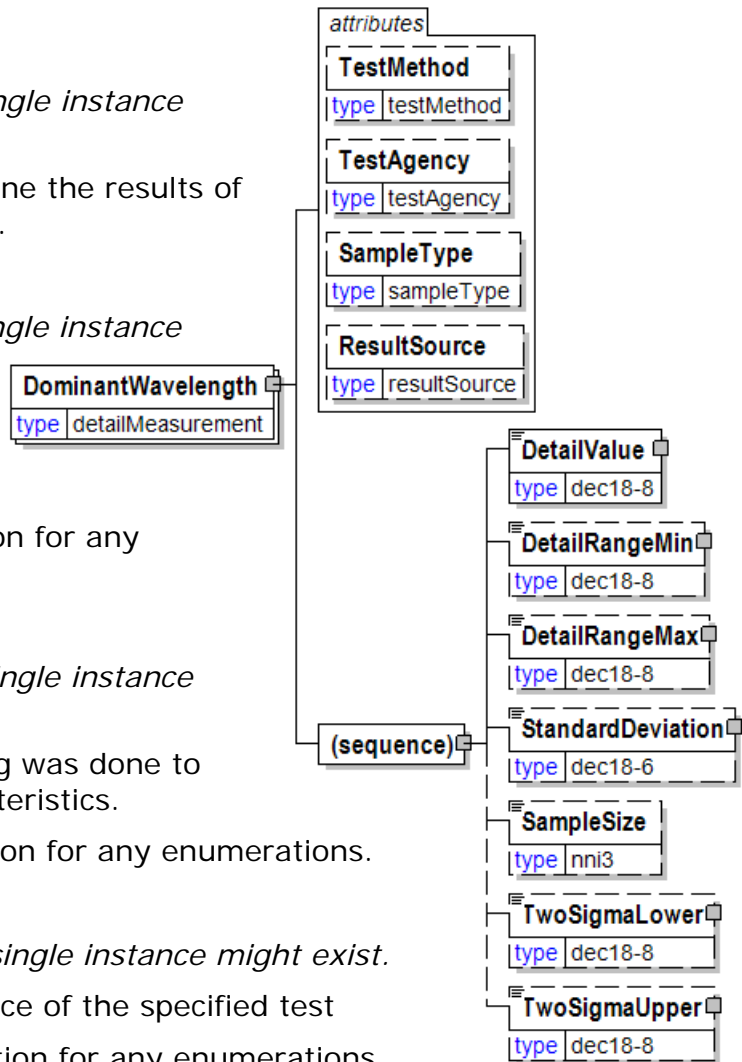 ngle instance
ne the results of
.
ngle instance
on for any
ingle instance
g was done to
teristics.
on for any enumerations.
single instance might exist.
ce of the specified test
tion for any enumerations
attributes
TestMethod
type testMethod
TestAgency
type testAgency
SampleType
type sampleType
ResultSource
type resultSource
DominantWavelength
type detailMeasurement
(sequence)
DetailValue
type dec18-8
DetailRangeMin
type dec18-8
DetailRangeMax
type dec18-8
StandardDeviation
type dec18-6
SampleSize
type nni3
TwoSigmaLower
type dec18-8
TwoSigmaUpper
type dec18-8